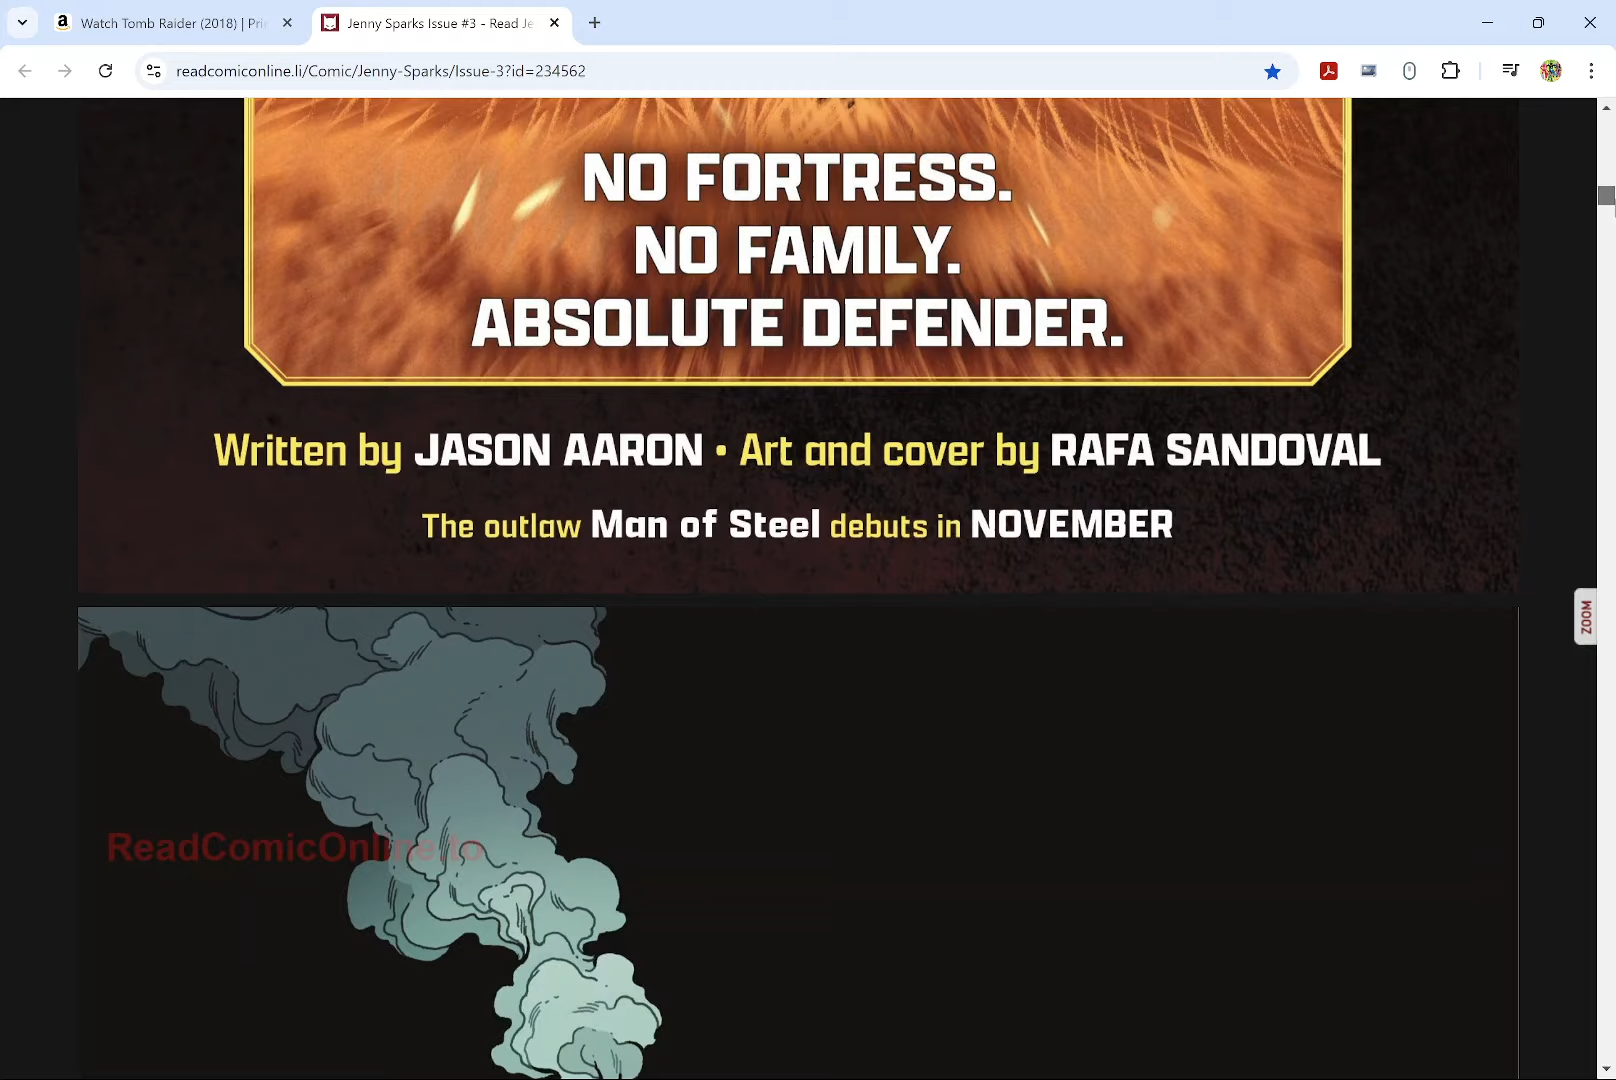 Watch Tomb Raider (2018) | Pri
Jenny Sparks Issue #3 - Read Je
readcomiconline.li/Comic/Jenny-Sparks/Issue-3?id=234562
NO FORTRESS.
NO FAMILY.
ABSOLUTE DEFENDER.
Written by JASON AARON • Art and cover by RAFA SANDOVAL
The outlaw Man of Steel debuts in NOVEMBER
ZOOM
ReadComicOnline.to